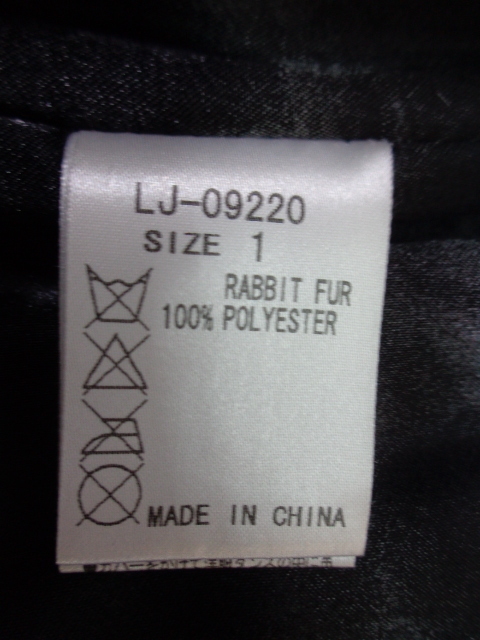 LJ-09220
SIZE 1
RABBIT FUR
100% POLYESTER
MADE IN CHINA